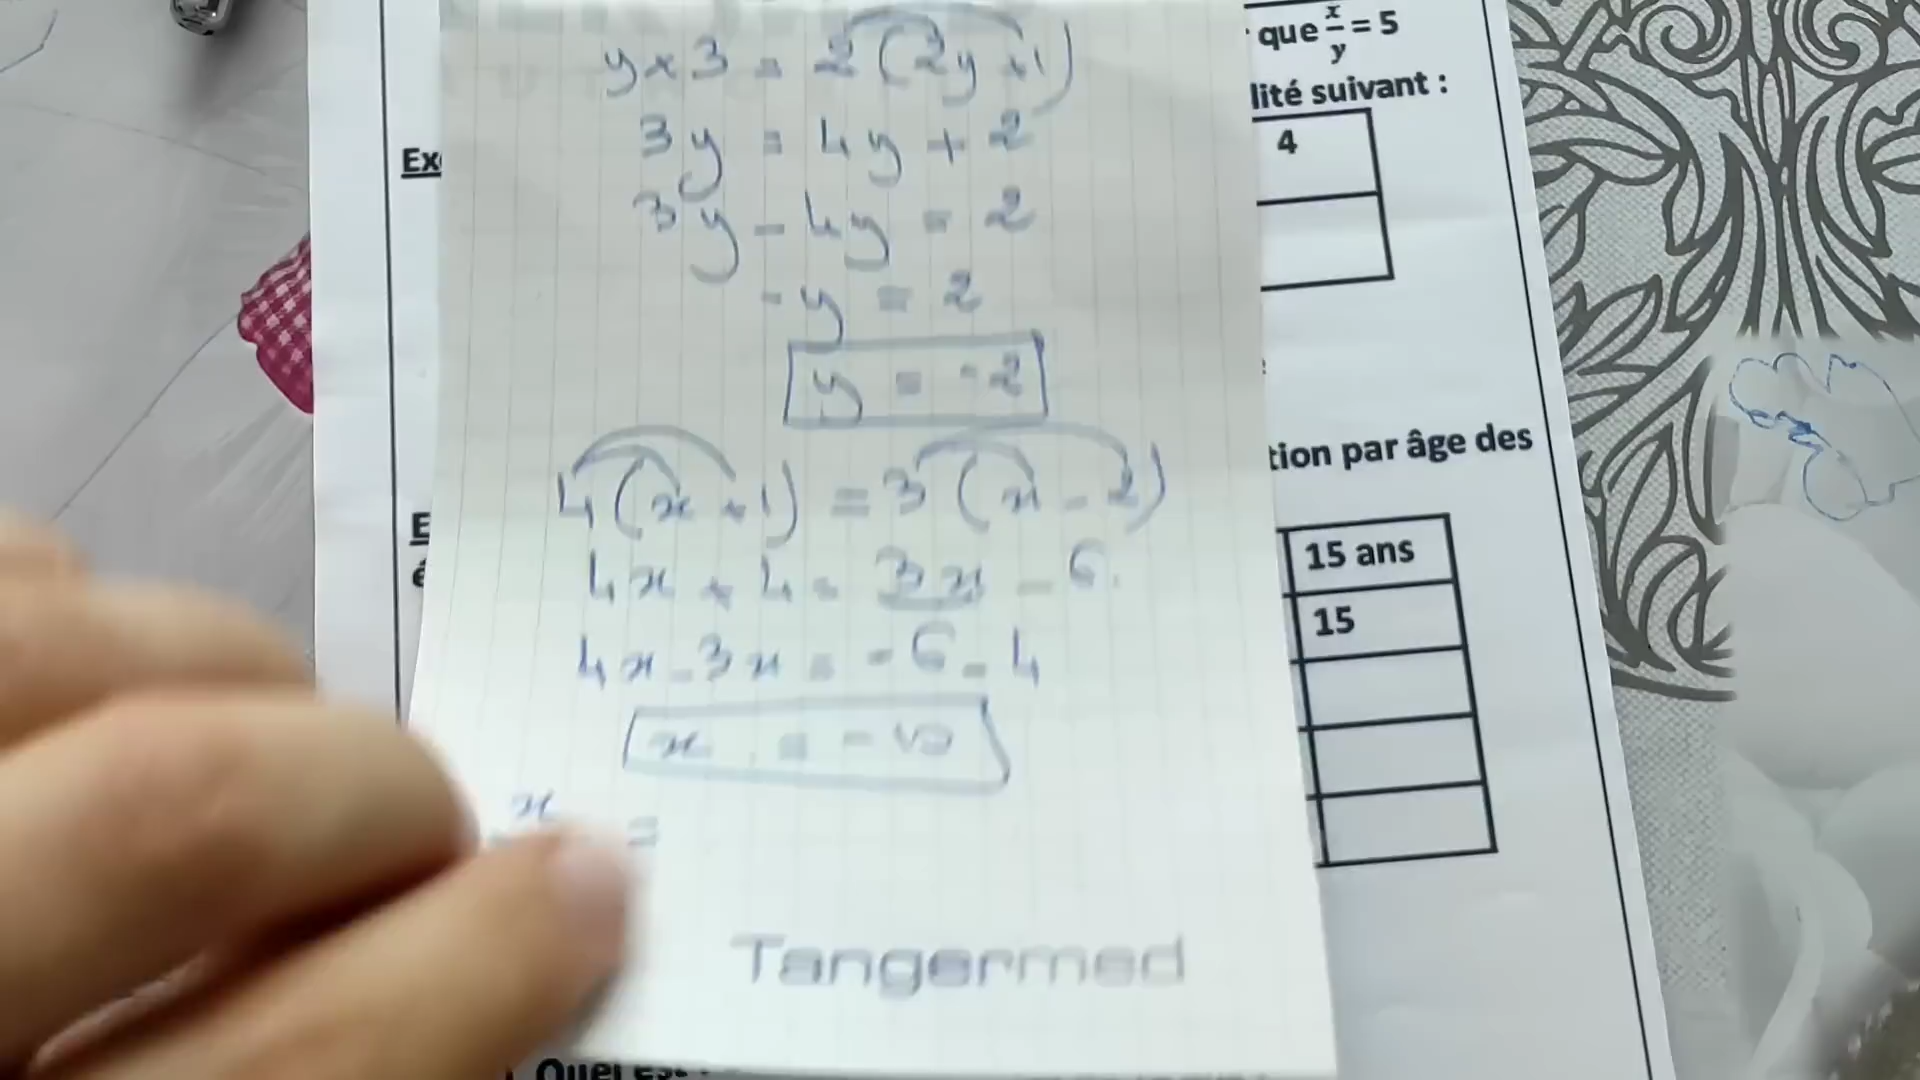 y × 3 = 2 (2y + 1)
3y = 4y + 2
3y - 4y = 2
- y = 2
y = -2
4 (x + 1) = 3 (x - 2)
4x + 4 = 3x - 6
4x - 3x = - 6 - 4
x = - 10
x
=
Tangermed
que x/y = 5
lité suivant :
4
tion par âge des
15 ans
15
Ex
E
é